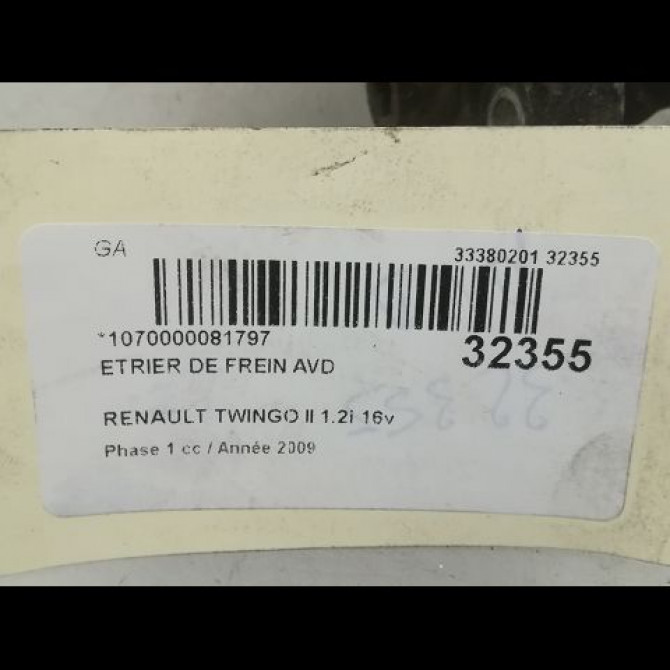 GA
33380201 32355
*1070000081797
32355
ETRIER DE FREIN AVD
RENAULT TWINGO II 1.2i 16v
Phase 1 cc / Année 2009